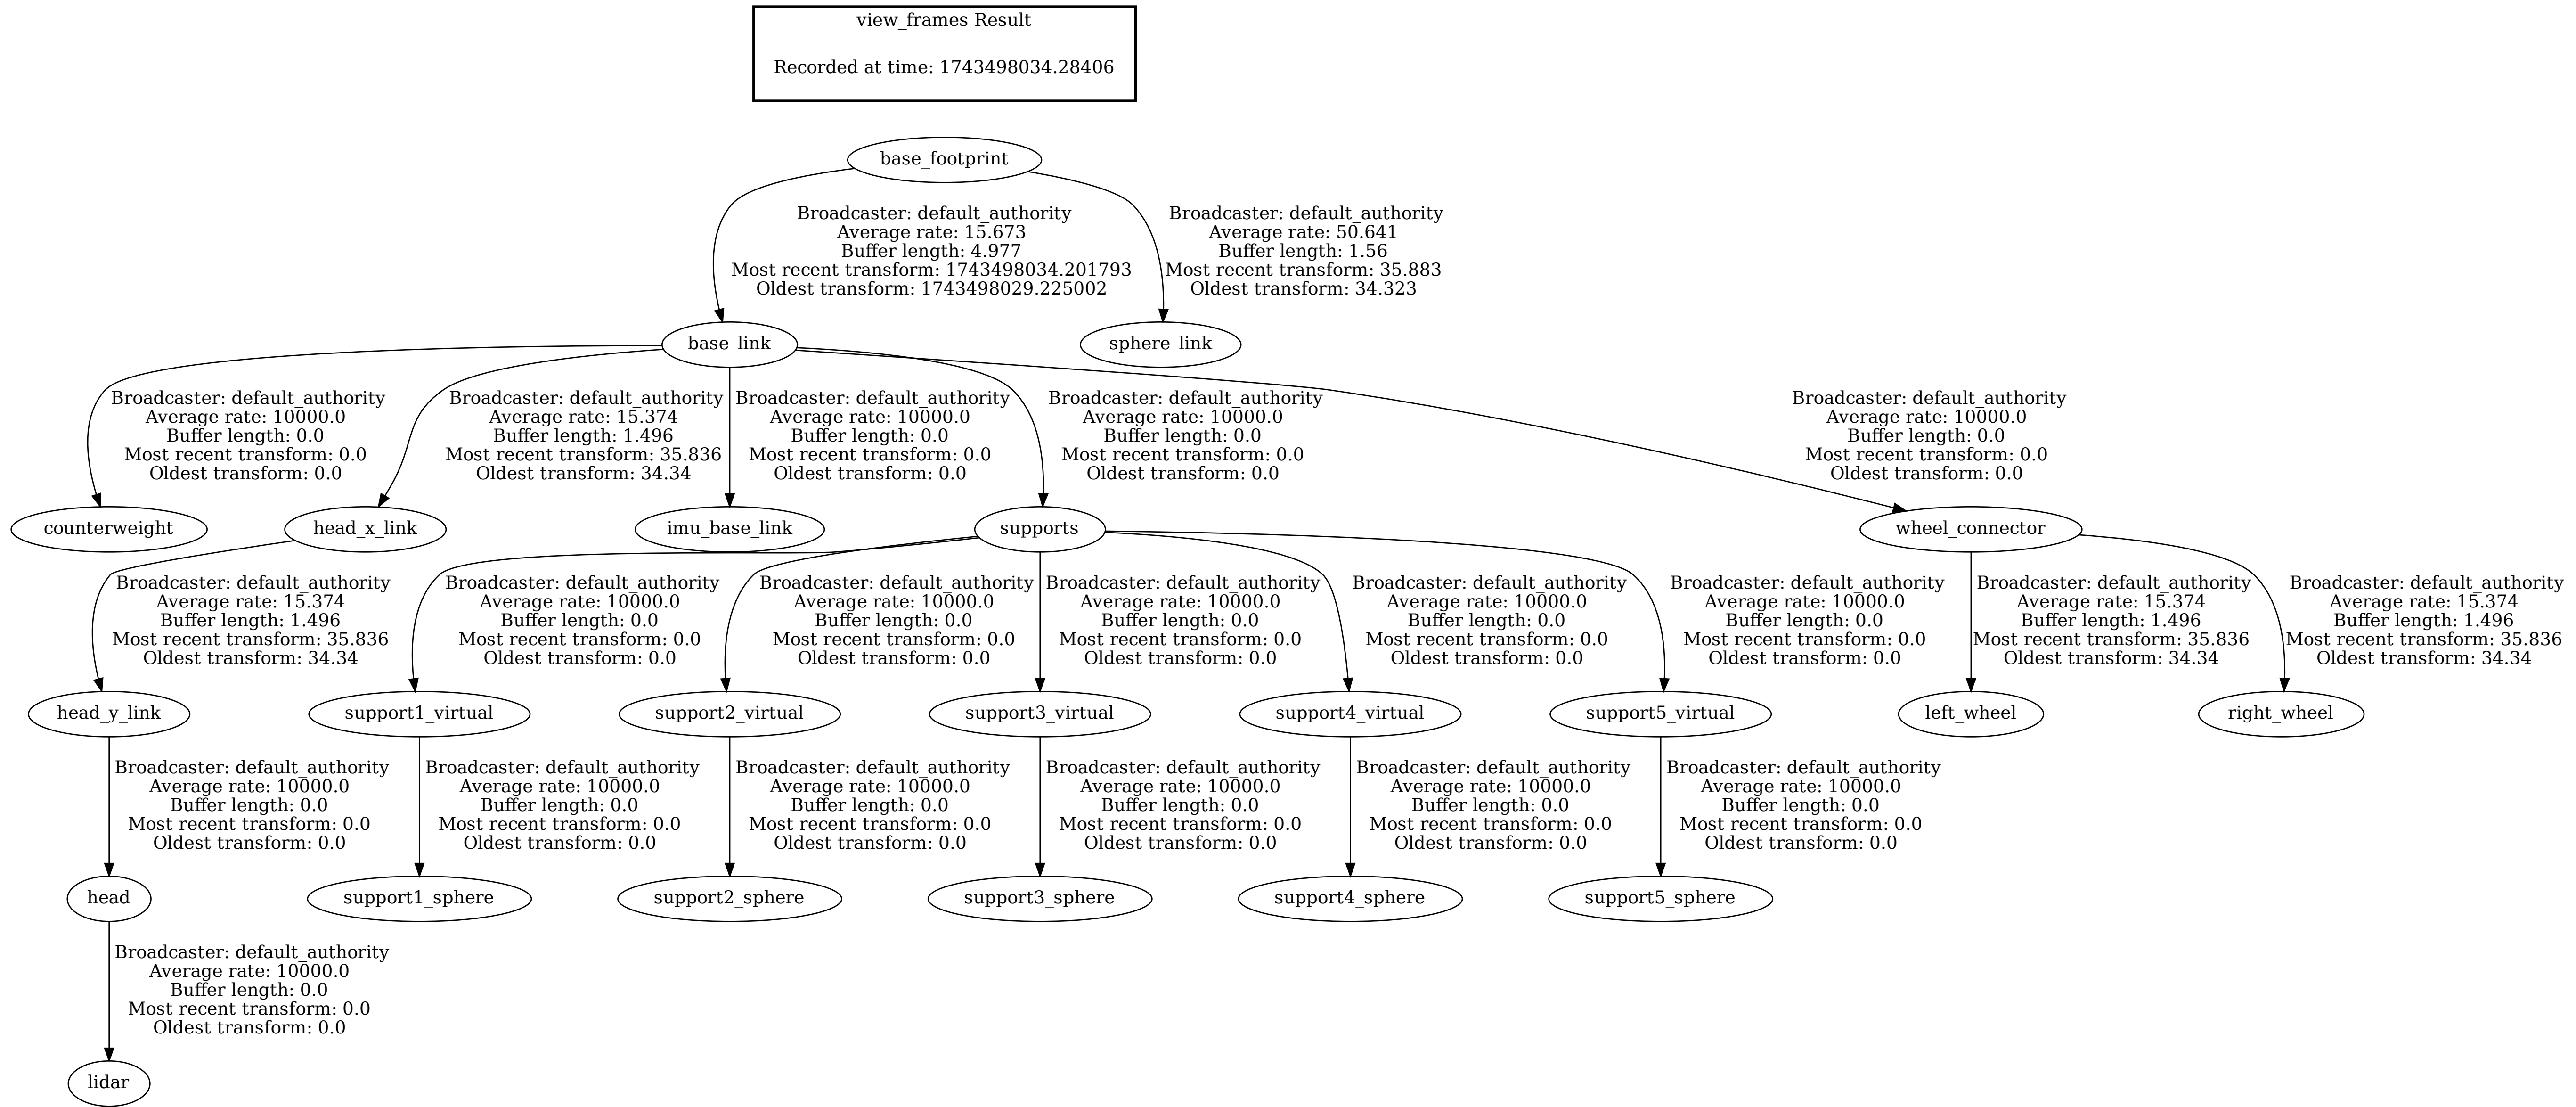 view_frames Result
Recorded at time: 1743498034.28406
base_footprint
Broadcaster: default_authority
Average rate: 15.673
Buffer length: 4.977
Most recent transform: 1743498034.201793
Oldest transform: 1743498029.225002
Broadcaster: default_authority
Average rate: 50.641
Buffer length: 1.56
Most recent transform: 35.883
Oldest transform: 34.323
base_link
sphere_link
Broadcaster: default_authority
Average rate: 10000.0
Buffer length: 0.0
Most recent transform: 0.0
Oldest transform: 0.0
Broadcaster: default_authority
Average rate: 15.374
Buffer length: 1.496
Most recent transform: 35.836
Oldest transform: 34.34
Broadcaster: default_authority
Average rate: 10000.0
Buffer length: 0.0
Most recent transform: 0.0
Oldest transform: 0.0
Broadcaster: default_authority
Average rate: 10000.0
Buffer length: 0.0
Most recent transform: 0.0
Oldest transform: 0.0
Broadcaster: default_authority
Average rate: 10000.0
Buffer length: 0.0
Most recent transform: 0.0
Oldest transform: 0.0
counterweight
head_x_link
imu_base_link
supports
wheel_connector
Broadcaster: default_authority
Average rate: 15.374
Buffer length: 1.496
Most recent transform: 35.836
Oldest transform: 34.34
Broadcaster: default_authority
Average rate: 10000.0
Buffer length: 0.0
Most recent transform: 0.0
Oldest transform: 0.0
Broadcaster: default_authority
Average rate: 10000.0
Buffer length: 0.0
Most recent transform: 0.0
Oldest transform: 0.0
Broadcaster: default_authority
Average rate: 10000.0
Buffer length: 0.0
Most recent transform: 0.0
Oldest transform: 0.0
Broadcaster: default_authority
Average rate: 10000.0
Buffer length: 0.0
Most recent transform: 0.0
Oldest transform: 0.0
Broadcaster: default_authority
Average rate: 10000.0
Buffer length: 0.0
Most recent transform: 0.0
Oldest transform: 0.0
Broadcaster: default_authority
Average rate: 15.374
Buffer length: 1.496
Most recent transform: 35.836
Oldest transform: 34.34
Broadcaster: default_authority
Average rate: 15.374
Buffer length: 1.496
Most recent transform: 35.836
Oldest transform: 34.34
head_y_link
support1_virtual
support2_virtual
support3_virtual
support4_virtual
support5_virtual
left_wheel
right_wheel
Broadcaster: default_authority
Average rate: 10000.0
Buffer length: 0.0
Most recent transform: 0.0
Oldest transform: 0.0
Broadcaster: default_authority
Average rate: 10000.0
Buffer length: 0.0
Most recent transform: 0.0
Oldest transform: 0.0
Broadcaster: default_authority
Average rate: 10000.0
Buffer length: 0.0
Most recent transform: 0.0
Oldest transform: 0.0
Broadcaster: default_authority
Average rate: 10000.0
Buffer length: 0.0
Most recent transform: 0.0
Oldest transform: 0.0
Broadcaster: default_authority
Average rate: 10000.0
Buffer length: 0.0
Most recent transform: 0.0
Oldest transform: 0.0
Broadcaster: default_authority
Average rate: 10000.0
Buffer length: 0.0
Most recent transform: 0.0
Oldest transform: 0.0
head
support1_sphere
support2_sphere
support3_sphere
support4_sphere
support5_sphere
Broadcaster: default_authority
Average rate: 10000.0
Buffer length: 0.0
Most recent transform: 0.0
Oldest transform: 0.0
lidar